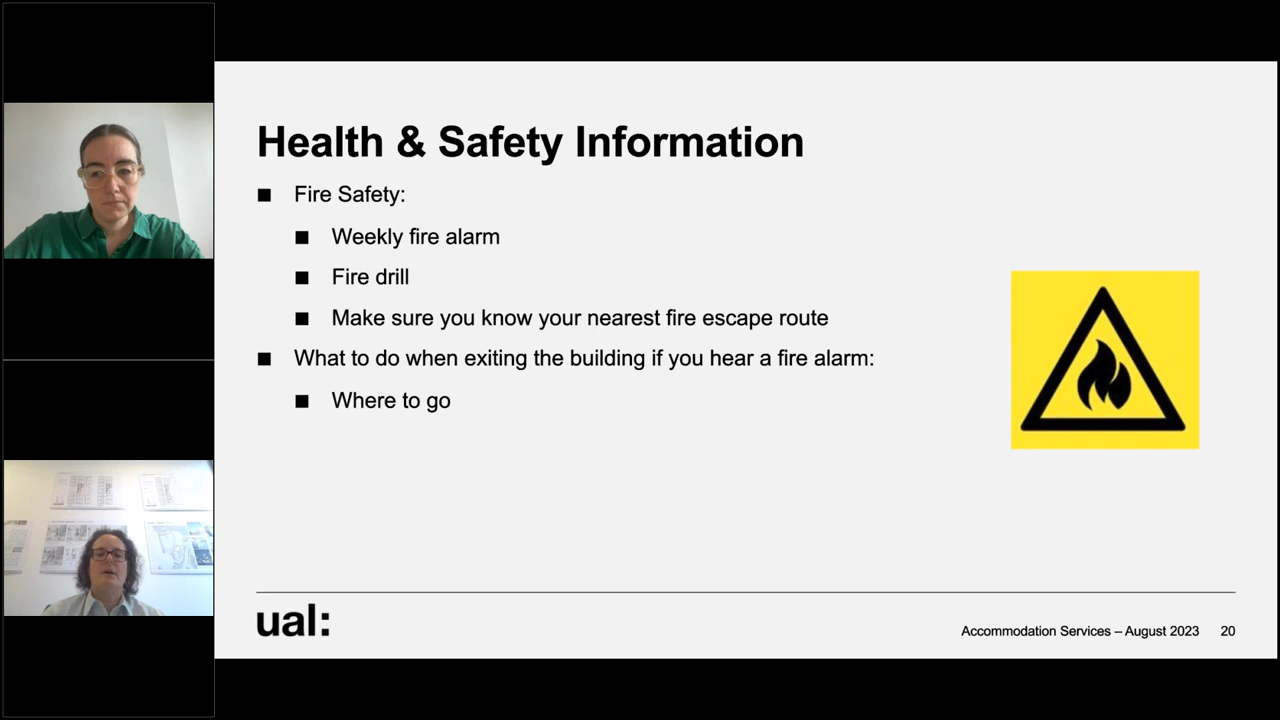 Health & Safety Information
■ Fire Safety:
■ Weekly fire alarm
■ Fire drill
■ Make sure you know your nearest fire escape route
■ What to do when exiting the building if you hear a fire alarm:
■ Where to go
ual:
Accommodation Services – August 2023 20